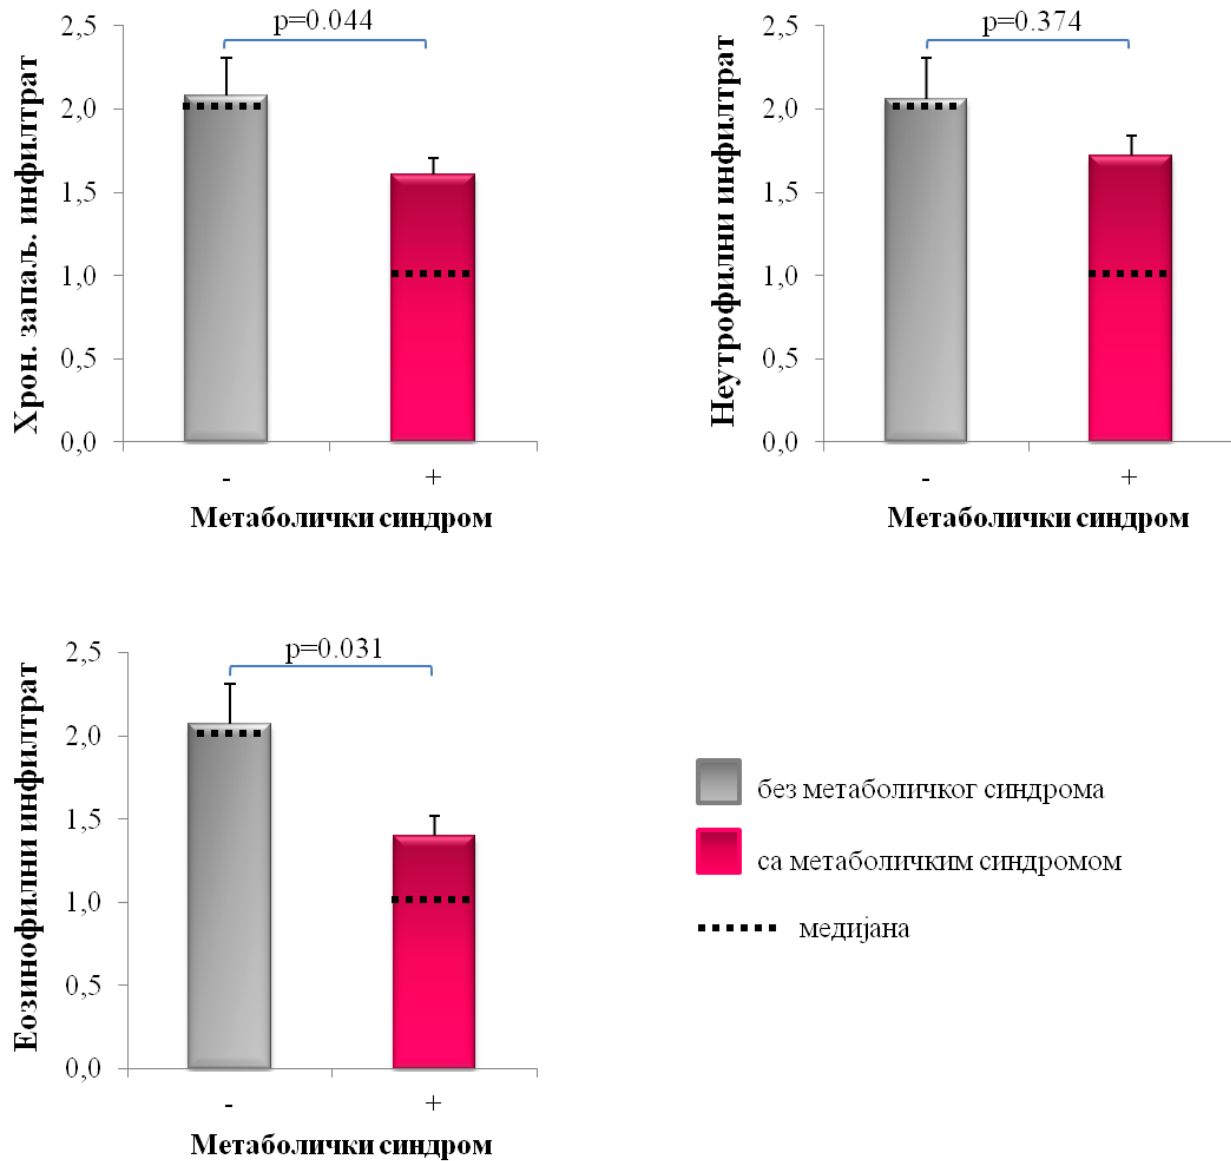 p=0.044
2,5
2,0
1,5
1,0
0,5
0,0
Хрон. запаљ. инфилтрат
- +
Метаболички синдром
p=0.374
2,5
2,0
1,5
1,0
0,5
0,0
Неутрофилни инфилтрат
- +
Метаболички синдром
p=0.031
2,5
2,0
1,5
1,0
0,5
0,0
Еозинофилни инфилтрат
- +
Метаболички синдром
без метаболичког синдрома
са метаболичким синдромом
медијана